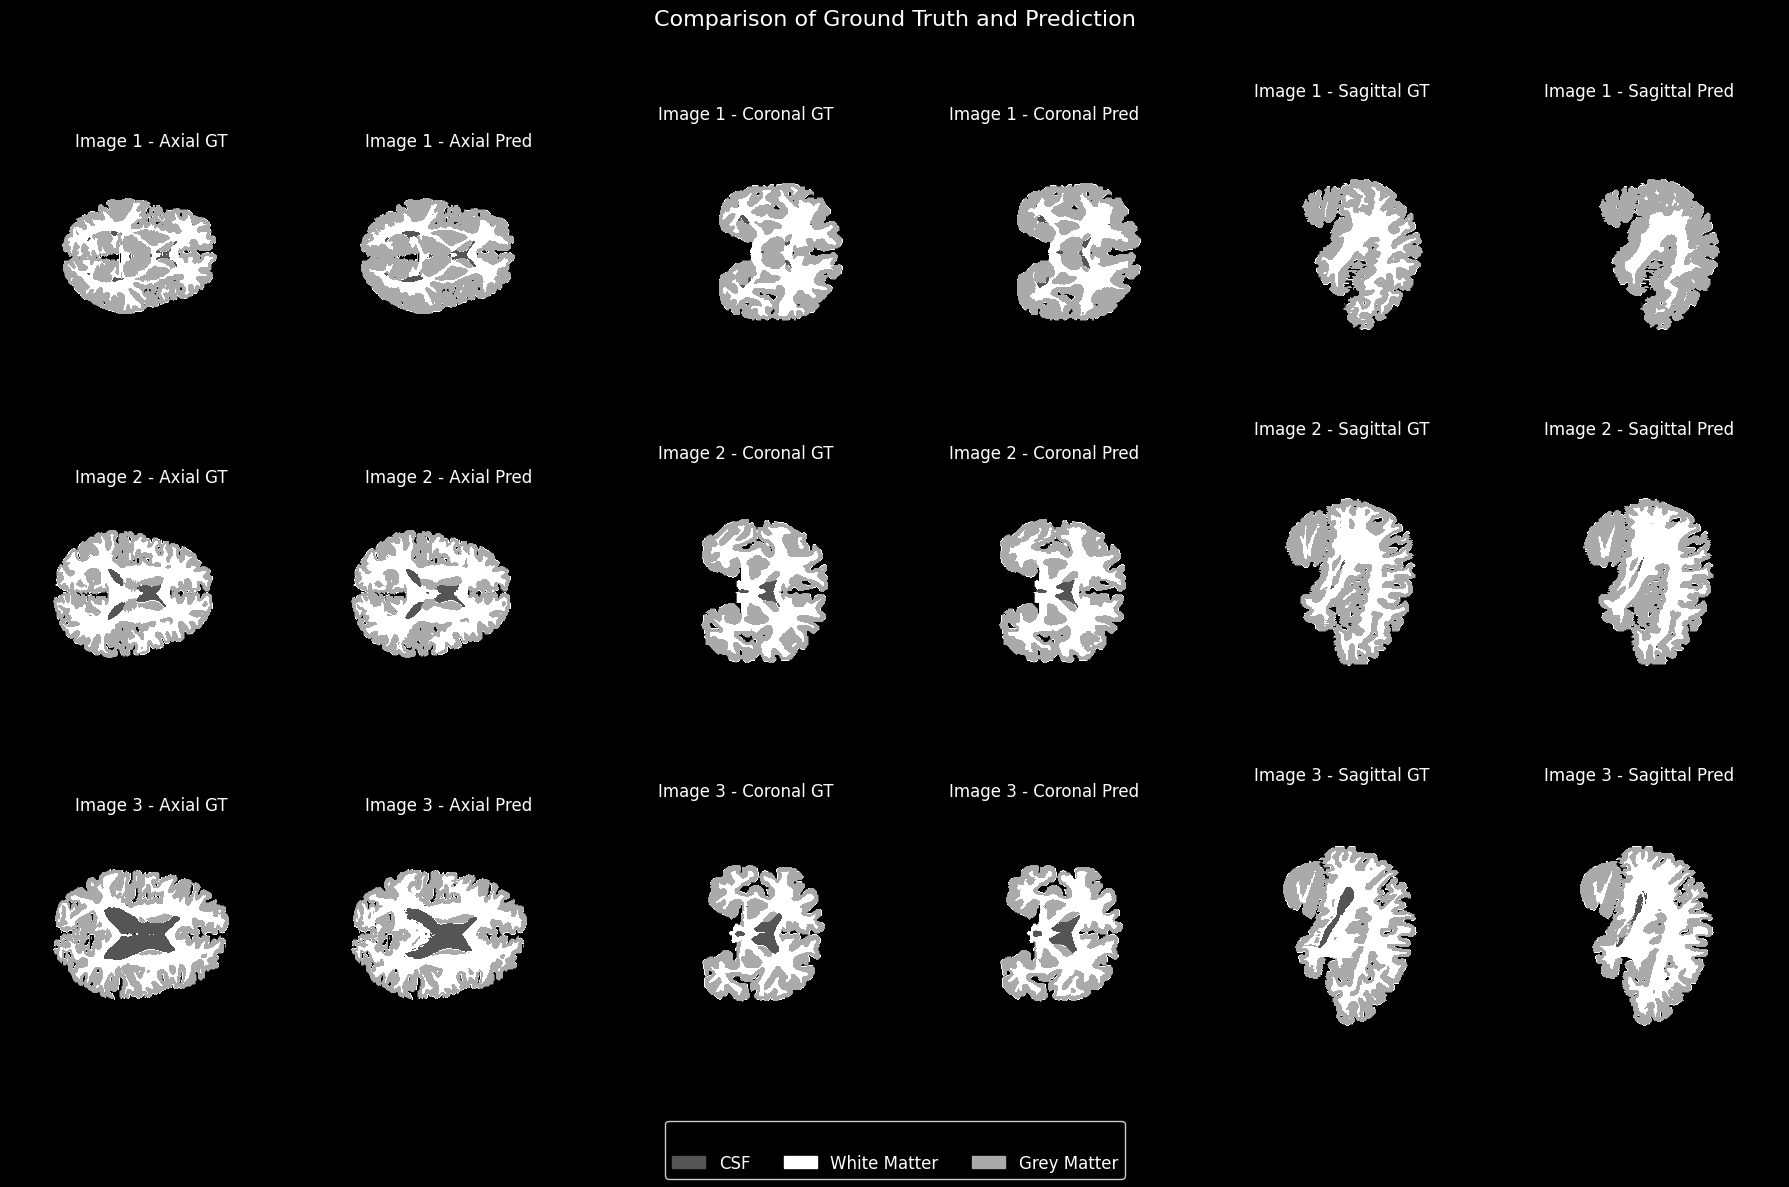 Comparison of Ground Truth and Prediction
Image 1 - Axial GT
Image 1 - Axial Pred
Image 1 - Coronal GT
Image 1 - Coronal Pred
Image 1 - Sagittal GT
Image 1 - Sagittal Pred
Image 2 - Axial GT
Image 2 - Axial Pred
Image 2 - Coronal GT
Image 2 - Coronal Pred
Image 2 - Sagittal GT
Image 2 - Sagittal Pred
Image 3 - Axial GT
Image 3 - Axial Pred
Image 3 - Coronal GT
Image 3 - Coronal Pred
Image 3 - Sagittal GT
Image 3 - Sagittal Pred
CSF
White Matter
Grey Matter